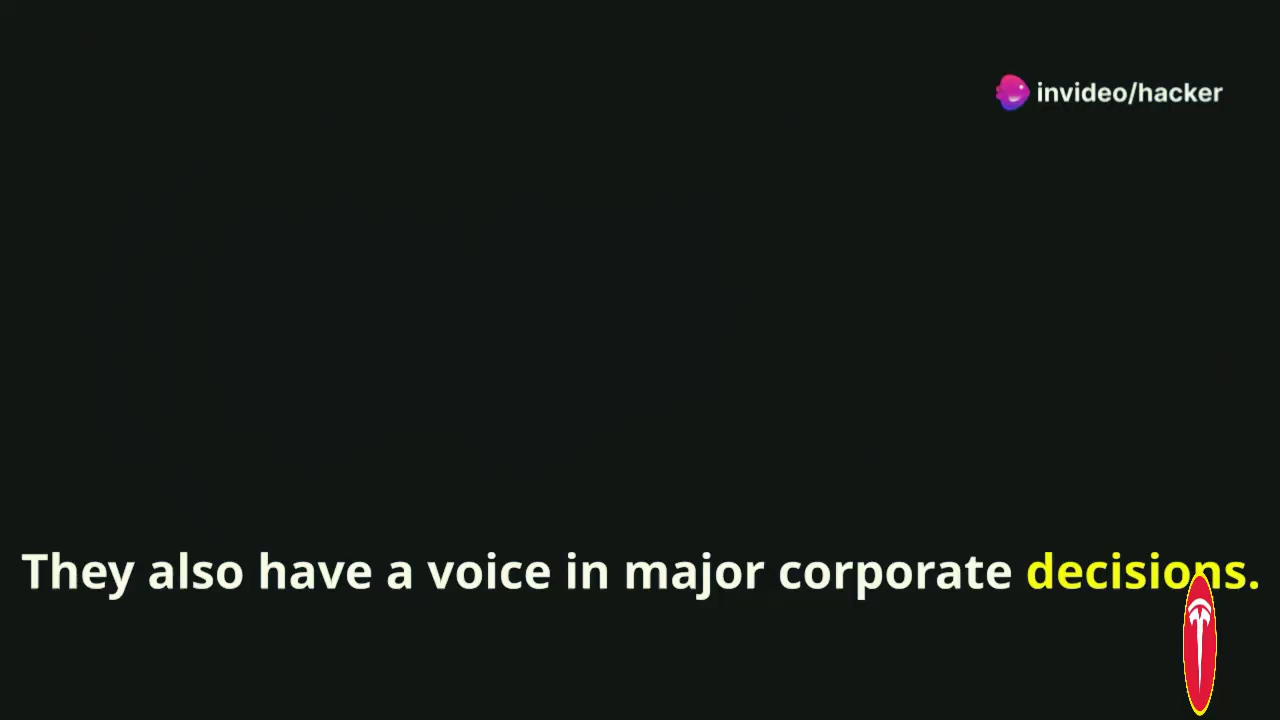 invideo/hacker
They also have a voice in major corporate decisions.